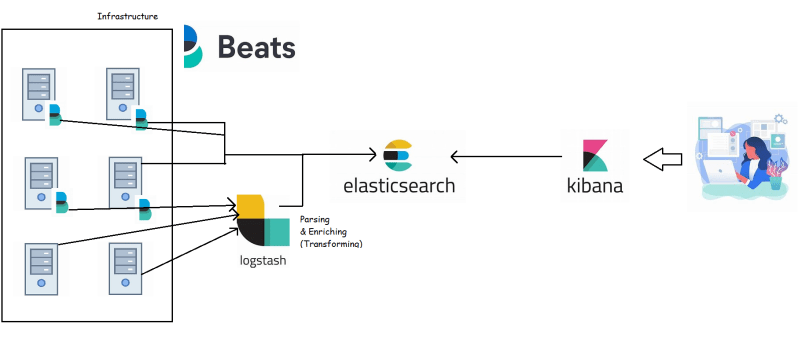 Infrastructure
Beats
elasticsearch
kibana
Parsing
& Enriching
(Transforming)
logstash